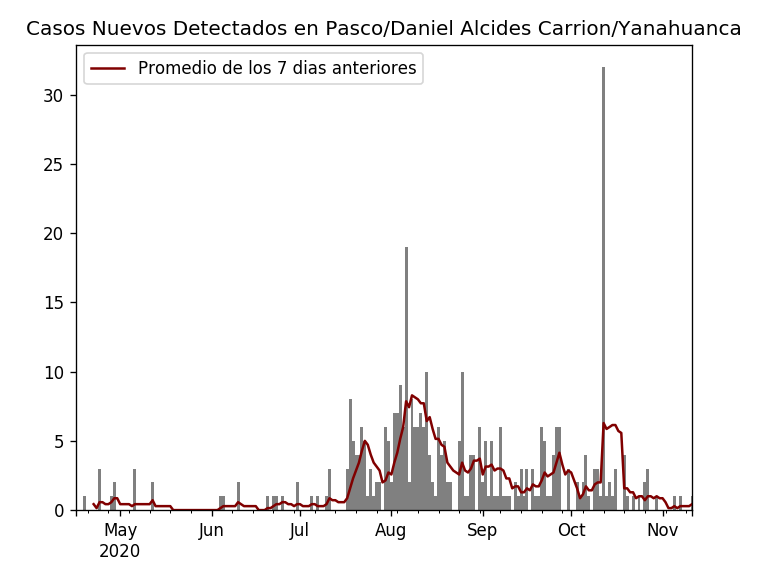 Casos Nuevos Detectados en Pasco/Daniel Alcides Carrion/Yanahuanca
Promedio de los 7 dias anteriores
30
25
20
15
10
5
0
May Jun Jul Aug Sep Oct Nov
2020